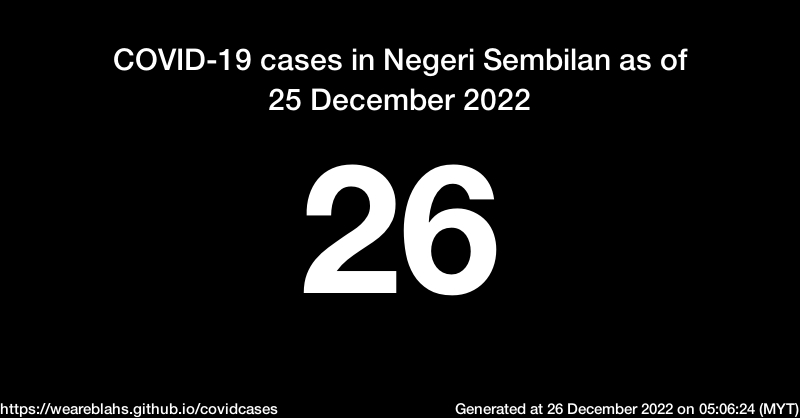 COVID-19 cases in Negeri Sembilan as of
25 December 2022
26
https://weareblahs.github.io/covidcases
Generated at 26 December 2022 on 05:06:24 (MYT)